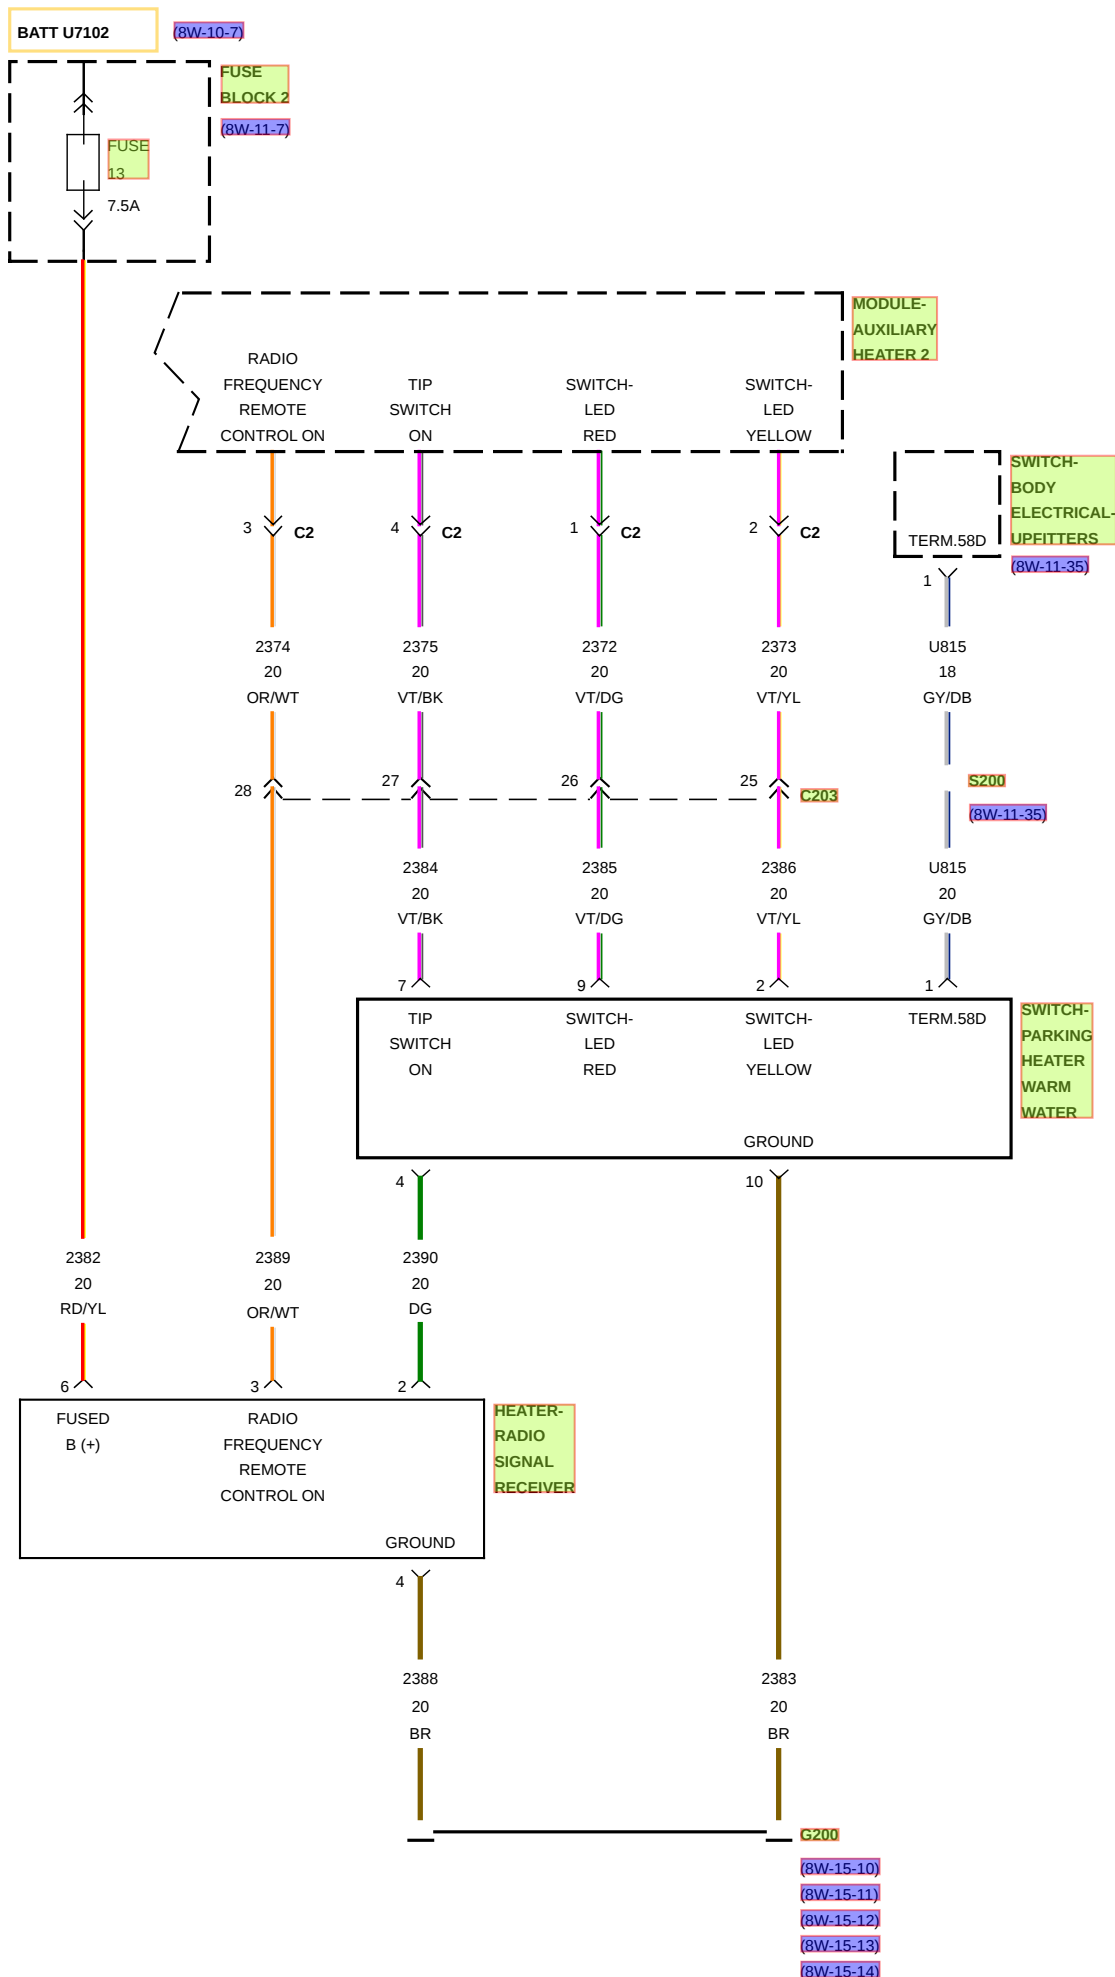 BATT U7102 (8W-10-7)
FUSE
BLOCK 2
(8W-11-7)
FUSE
13
7.5A
MODULE-
AUXILIARY
HEATER 2
RADIO
FREQUENCY
REMOTE
CONTROL ON
TIP
SWITCH
ON
SWITCH-
LED
RED
SWITCH-
LED
YELLOW
SWITCH-
BODY
ELECTRICAL-
UPFITTERS
(8W-11-35)
TERM.58D
3 C2 4 C2 1 C2 2 C2
1
2374
20
OR/WT
2375
20
VT/BK
2372
20
VT/DG
2373
20
VT/YL
U815
18
GY/DB
28 27 26 25 C203
S200
(8W-11-35)
2384
20
VT/BK
2385
20
VT/DG
2386
20
VT/YL
U815
20
GY/DB
7 9 2 1
TIP
SWITCH
ON
SWITCH-
LED
RED
SWITCH-
LED
YELLOW
TERM.58D
GROUND
SWITCH-
PARKING
HEATER
WARM
WATER
4 10
2382
20
RD/YL
2389
20
OR/WT
2390
20
DG
6 3 2
FUSED
B (+)
RADIO
FREQUENCY
REMOTE
CONTROL ON
GROUND
HEATER-
RADIO
SIGNAL
RECEIVER
4
2388
20
BR
2383
20
BR
G200
(8W-15-10)
(8W-15-11)
(8W-15-12)
(8W-15-13)
(8W-15-14)